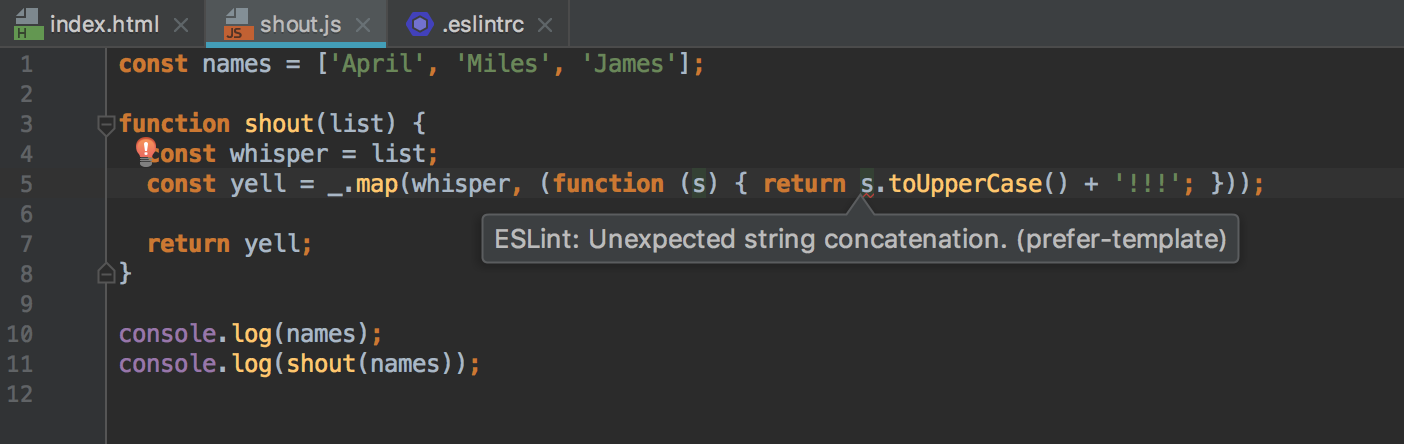 index.html shout.js .eslintrc
1 const names = ['April', 'Miles', 'James'];
2
3 function shout(list) {
4 const whisper = list;
5 const yell = _.map(whisper, (function (s) { return s.toUpperCase() + '!!!'; }));
6
ESLint: Unexpected string concatenation. (prefer-template)
7 return yell;
8 }
9
10 console.log(names);
11 console.log(shout(names));
12